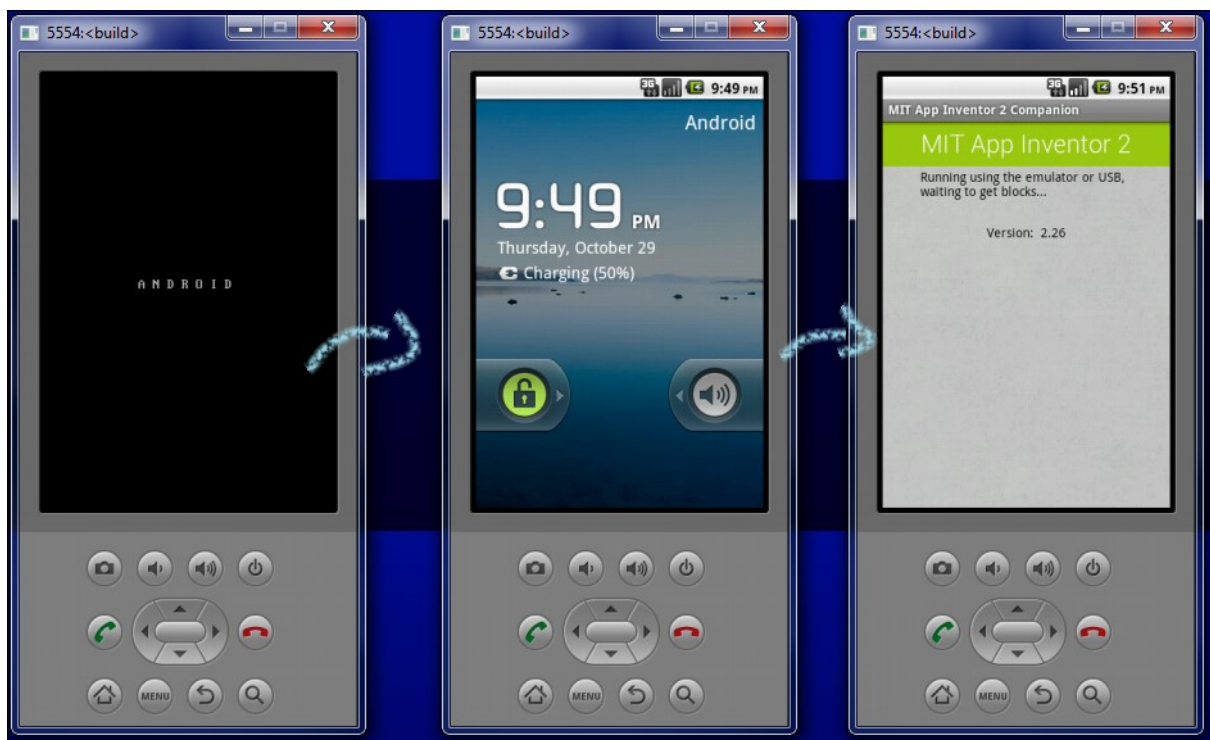 5554:<build>
ANDROID
MENU
5554:<build>
3G 9:49 PM
Android
9:49 PM
Thursday, October 29
Charging (50%)
MENU
5554:<build>
3G 9:51 PM
MIT App Inventor 2 Companion
MIT App Inventor 2
Running using the emulator or USB,
waiting to get blocks...
Version: 2.26
MENU